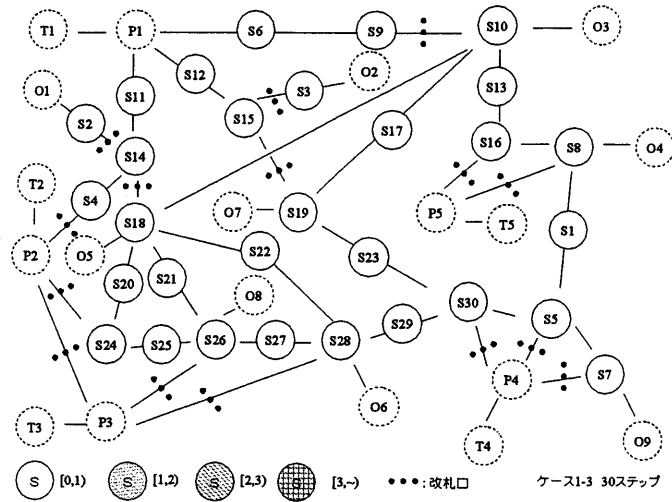 T1 P1 S6 S9 S10 O3
S12 O2
O1 S11 S3 S13
S2 S15 S17
S14 S16 S8 O4
T2 S4
P5 T5
S18 O7 S19 S1
P2 O5 S22 S23
S20 S21 O8
S30
S29 S5
S24 S25 S26 S27 S28
P4 S7
P3 O6
T3 T4 O9
S [0,1) S [1,2) S [2,3) S [3,~) •••:改札口 ケース1-3 30ステップ